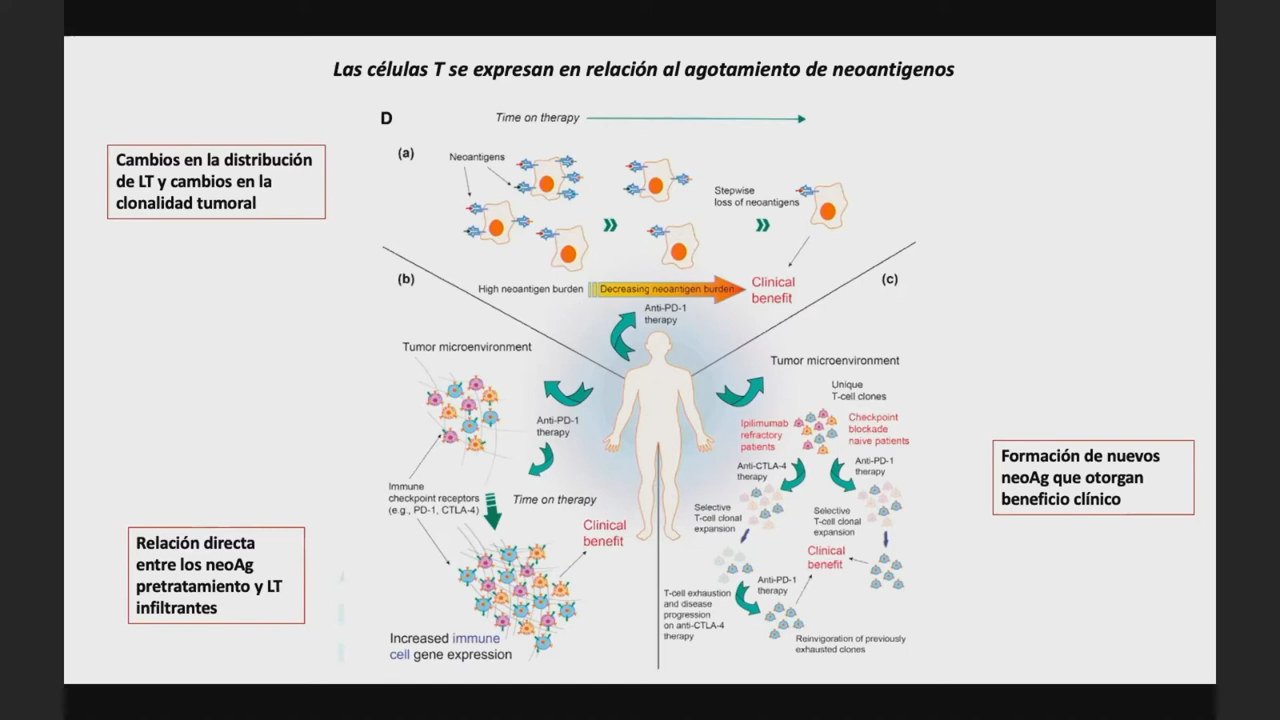 Las células T se expresan en relación al agotamiento de neoantigenos
D
Time on therapy
Cambios en la distribución
de LT y cambios en la
clonalidad tumoral
(a)
Neoantigens
Stepwise
loss of neoantigens
High neoantigen burden
Decreasing neoantigen burden
Clinical
benefit
Anti-PD-1
therapy
(b)
Tumor microenvironment
Anti-PD-1
therapy
Immune
checkpoint receptors
(e.g., PD-1, CTLA-4)
Time on therapy
Clinical
benefit
Increased immune
cell gene expression
Relación directa
entre los neoAg
pretratamiento y LT
infiltrantes
(c)
Tumor microenvironment
Unique
T-cell clones
Ipilimumab
refractory
patients
Checkpoint
blockade
naive patients
Anti-CTLA-4
therapy
Anti-PD-1
therapy
Selective
T-cell clonal
expansion
Selective
T-cell clonal
expansion
Clinical
benefit
T-cell exhaustion
and disease
progression
on anti-CTLA-4
therapy
Anti-PD-1
therapy
Reinvigoration of previously
exhausted clones
Formación de nuevos
neoAg que otorgan
beneficio clínico